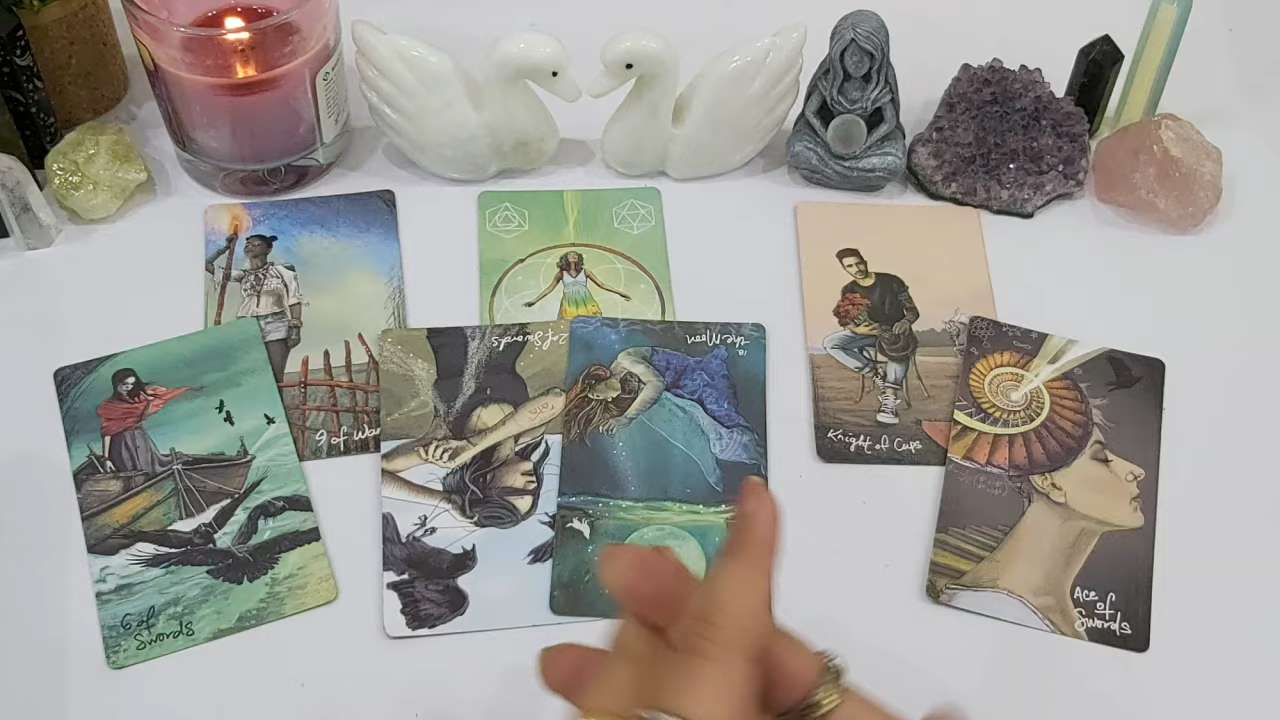 9 of Wa
2 of Swords
18.
the Moon
Knight of Cups
6 of
Swords
Ace
of
Swords